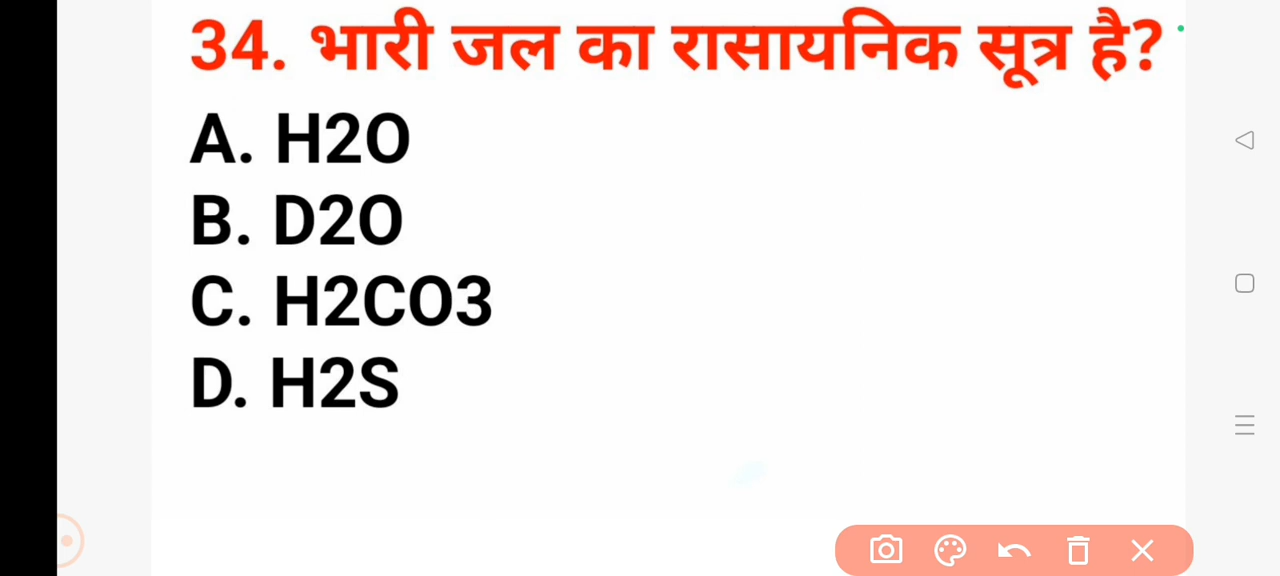 34. भारी जल का रासायनिक सूत्र है?
A. H2O
B. D2O
C. H2CO3
D. H2S